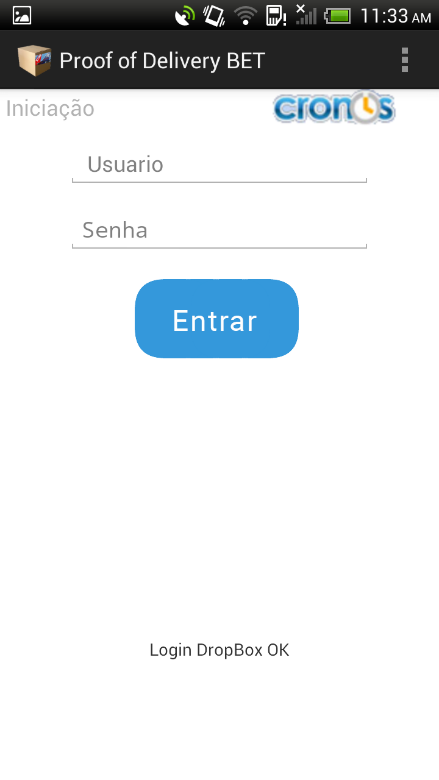 11:33 AM
Proof of Delivery BET
Iniciação
cronos
Usuario
Senha
Entrar
Login DropBox OK